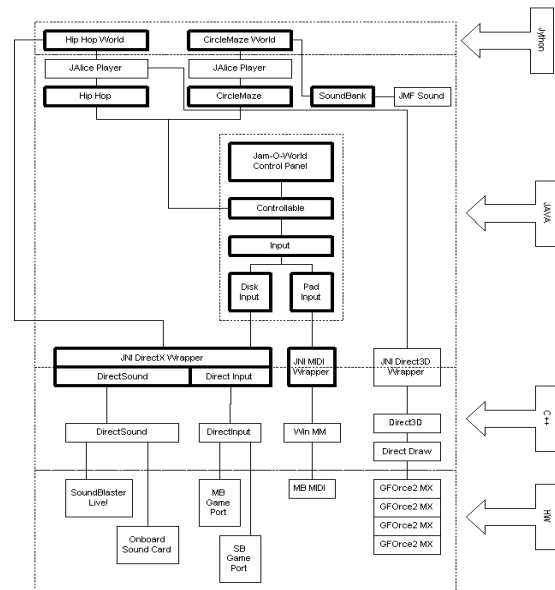 Hip Hop World
CircleMaze World
Jython
JAlice Player
JAlice Player
Hip Hop
CircleMaze
SoundBank
JMF Sound
Jam-O-World
Control Panel
Controllable
JAVA
Input
Disk
Input
Pad
Input
JNI DirectX Wrapper
DirectSound
Direct Input
JNI MIDI
Wrapper
JNI Direct3D
Wrapper
C++
DirectSound
DirectInput
Win MM
Direct3D
Direct Draw
SoundBlaster
Live!
Onboard
Sound Card
MB
Game
Port
SB
Game
Port
MB MIDI
GFOrce2 MX
GFOrce2 MX
GFOrce2 MX
GFOrce2 MX
HW